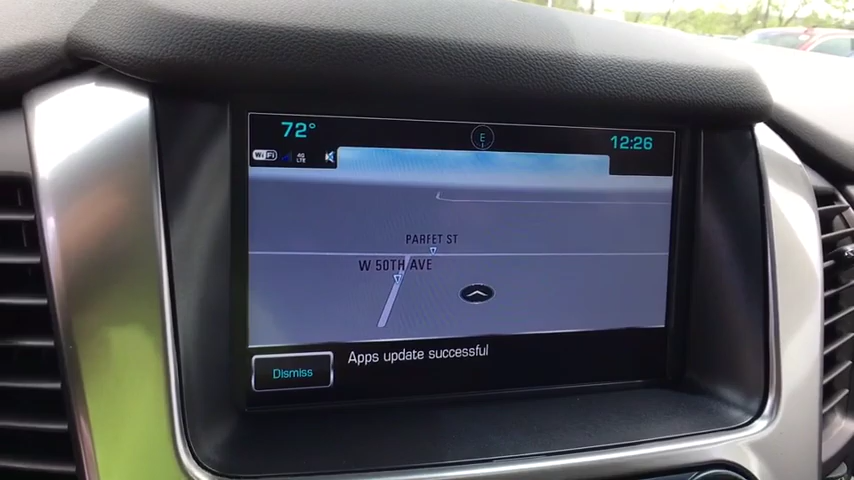 72°
E
12:26
WiFi
4G
LTE
PARFET ST
W 50TH AVE
Apps update successful
Dismiss